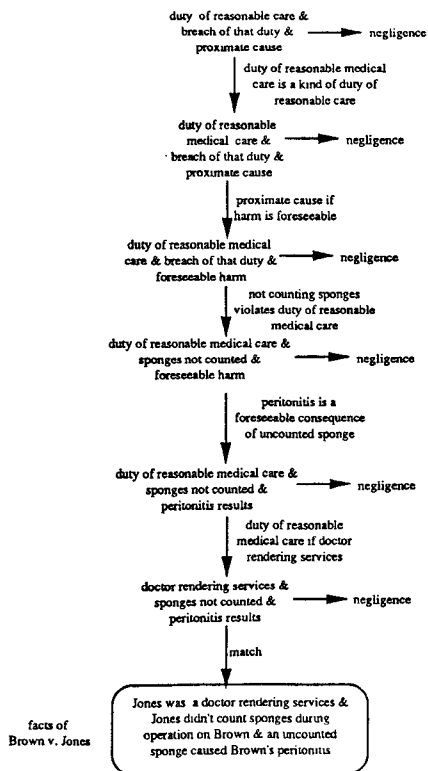 duty of reasonable care &
breach of that duty &
proximate cause
negligence
duty of reasonable medical
care is a kind of duty of
reasonable care
duty of reasonable
medical care &
breach of that duty &
proximate cause
negligence
proximate cause if
harm is foreseeable
duty of reasonable medical
care & breach of that duty &
foreseeable harm
negligence
not counting sponges
violates duty of reasonable
medical care
duty of reasonable medical care &
sponges not counted &
foreseeable harm
negligence
peritonitis is a
foreseeable consequence
of uncounted sponge
duty of reasonable medical care &
sponges not counted &
peritonitis results
negligence
duty of reasonable
medical care if doctor
rendering services
doctor rendering services &
sponges not counted &
peritonitis results
negligence
match
facts of
Brown v. Jones
Jones was a doctor rendering services &
Jones didn't count sponges during
operation on Brown & an uncounted
sponge caused Brown's peritonitis